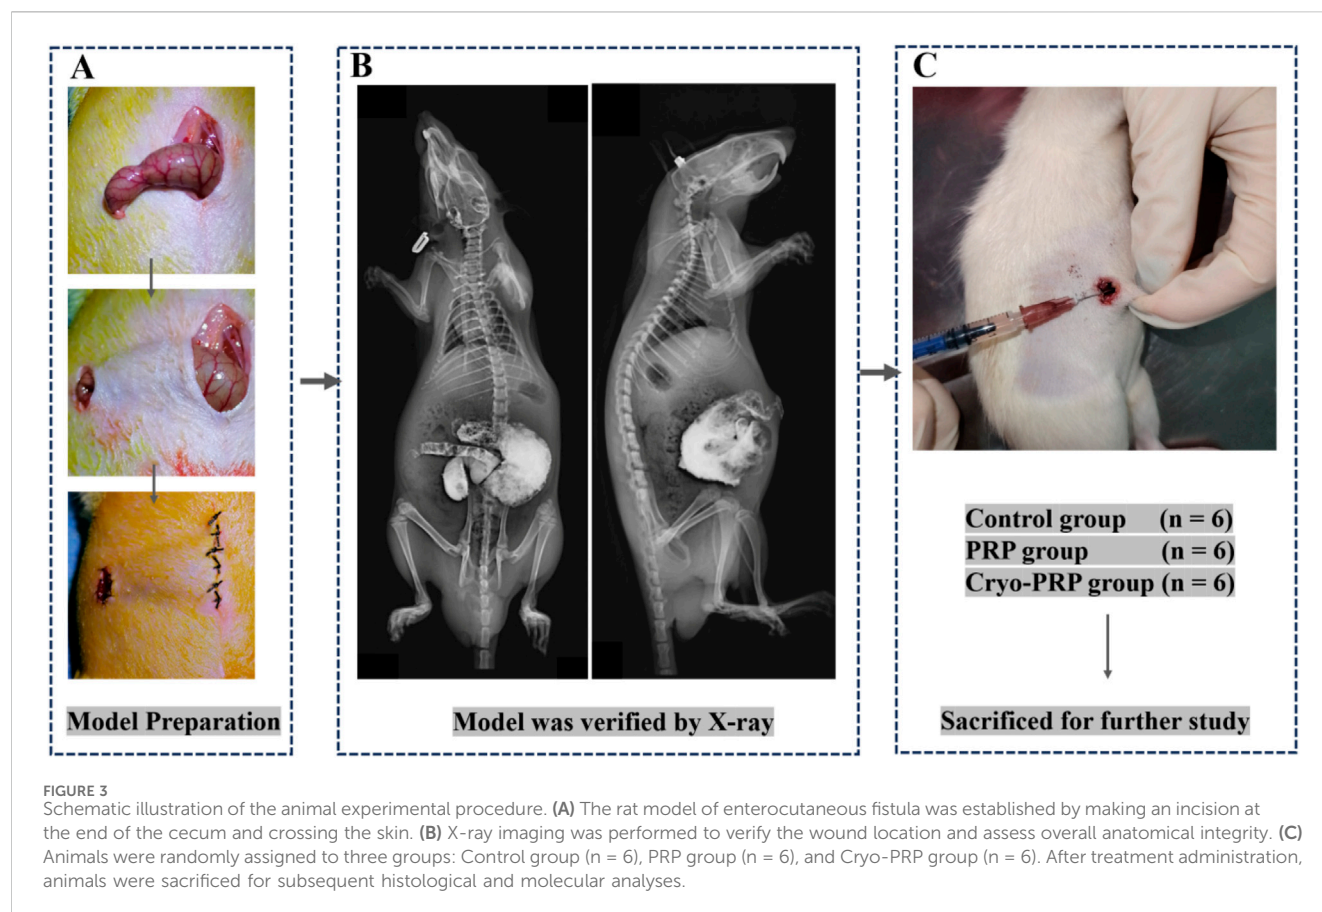 A
B
C
Control group (n = 6)
PRP group (n = 6)
Cryo-PRP group (n = 6)
Model Preparation
Model was verified by X-ray
Sacrificed for further study
FIGURE 3
Schematic illustration of the animal experimental procedure. (A) The rat model of enterocutaneous fistula was established by making an incision at
the end of the cecum and crossing the skin. (B) X-ray imaging was performed to verify the wound location and assess overall anatomical integrity. (C)
Animals were randomly assigned to three groups: Control group (n = 6), PRP group (n = 6), and Cryo-PRP group (n = 6). After treatment administration,
animals were sacrificed for subsequent histological and molecular analyses.